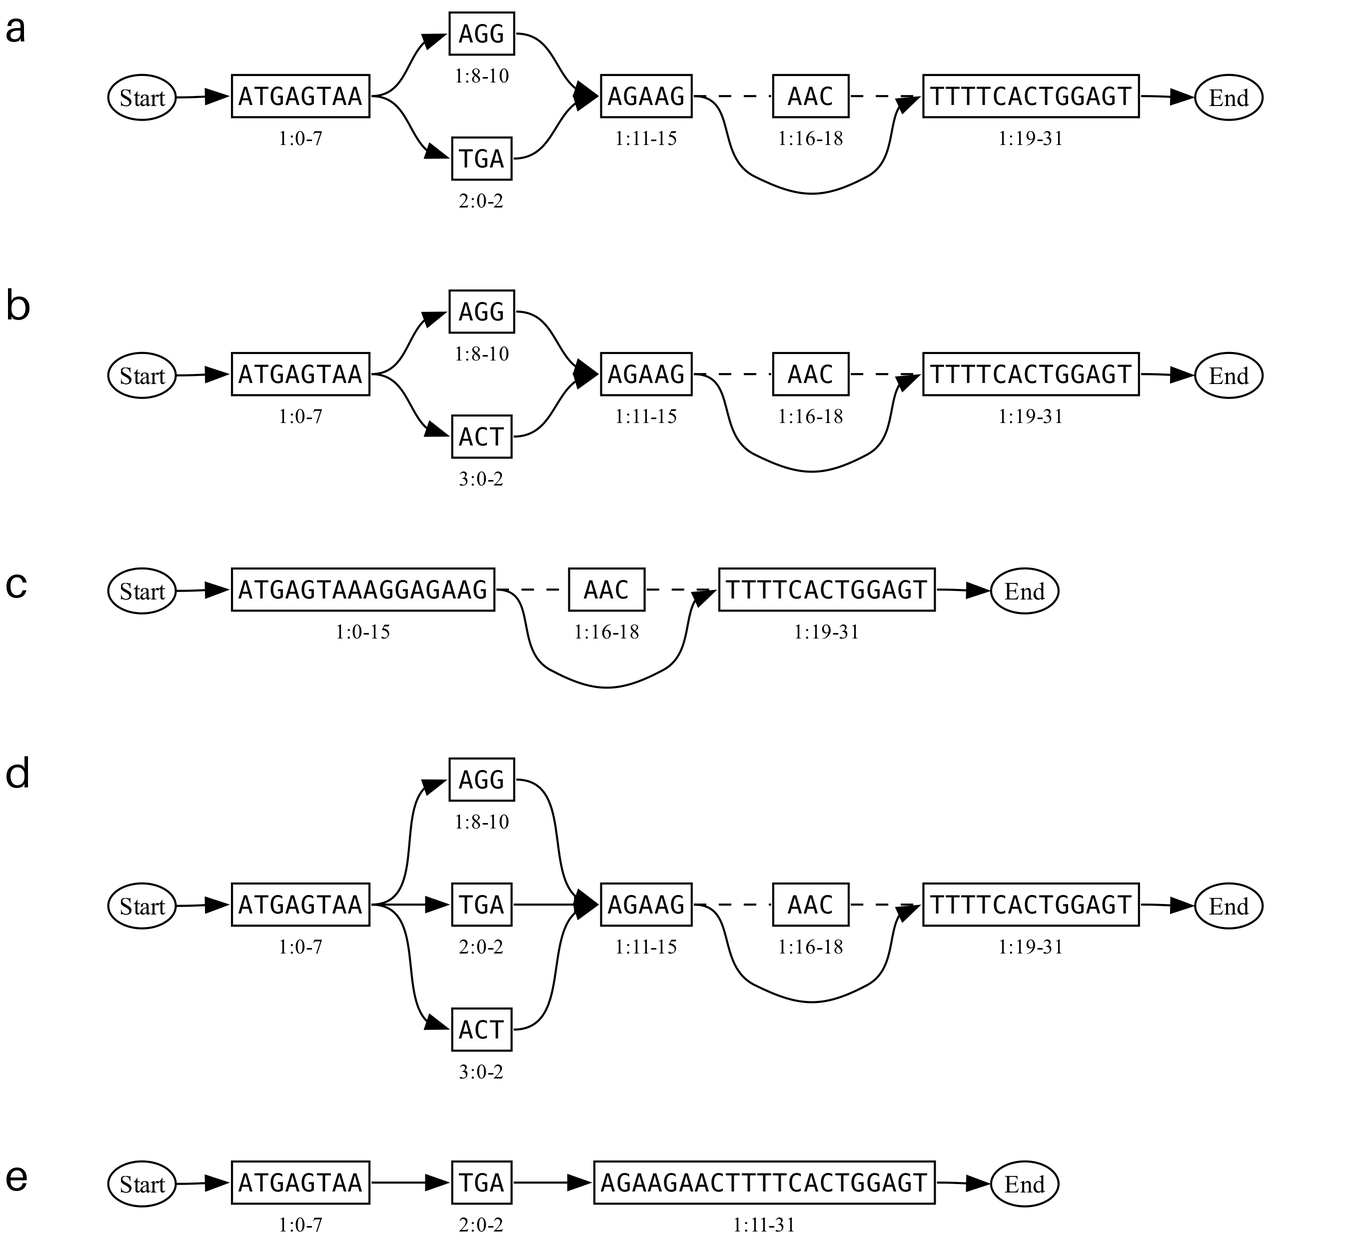 a
AGG
1:8-10
Start ATGAGTAA AGAAG AAC TTTTCACTGGAGT End
1:0-7 1:11-15 1:16-18 1:19-31
TGA
2:0-2
b
AGG
1:8-10
Start ATGAGTAA AGAAG AAC TTTTCACTGGAGT End
1:0-7 1:11-15 1:16-18 1:19-31
ACT
3:0-2
c
Start ATGAGTAAAGGAGAAG AAC TTTTCACTGGAGT End
1:0-15 1:16-18 1:19-31
d
AGG
1:8-10
Start ATGAGTAA TGA AGAAG AAC TTTTCACTGGAGT End
1:0-7 2:0-2 1:11-15 1:16-18 1:19-31
ACT
3:0-2
e
Start ATGAGTAA TGA AGAAGAACTTTTCACTGGAGT End
1:0-7 2:0-2 1:11-31